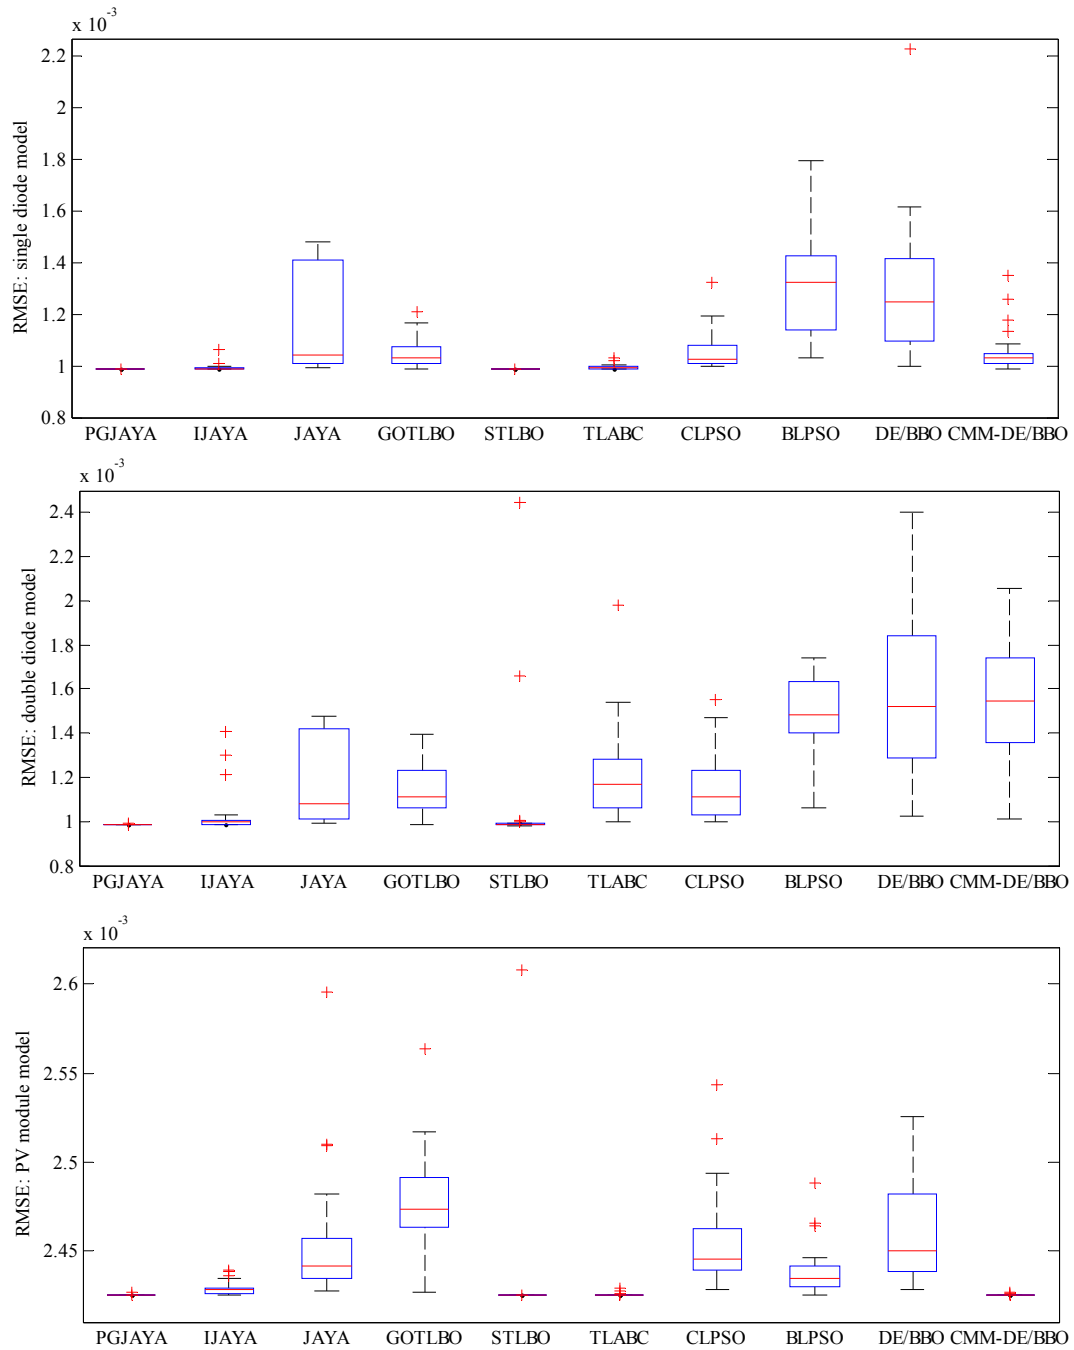 x 10-3
2.2
2
1.8
1.6
1.4
1.2
1
0.8
RMSE: single diode model
PGJAYA IJAYA JAYA GOTLBO STLBO TLABC CLPSO BLPSO DE/BBO CMM-DE/BBO
x 10-3
2.4
2.2
2
1.8
1.6
1.4
1.2
1
0.8
RMSE: double diode model
PGJAYA IJAYA JAYA GOTLBO STLBO TLABC CLPSO BLPSO DE/BBO CMM-DE/BBO
x 10-3
2.6
2.55
2.5
2.45
RMSE: PV module model
PGJAYA IJAYA JAYA GOTLBO STLBO TLABC CLPSO BLPSO DE/BBO CMM-DE/BBO